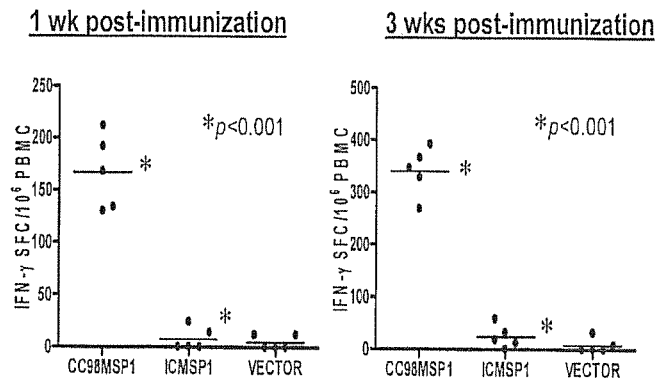 1 wk post-immunization
3 wks post-immunization
IFN-γ SFC/10⁶ PBMC
250
200
150
100
50
0
*p<0.001
*
*
CC98MSP1
ICMSP1
VECTOR
IFN-γ SFC/10⁶ PBMC
500
400
300
200
100
0
*p<0.001
*
*
CC98MSP1
ICMSP1
VECTOR